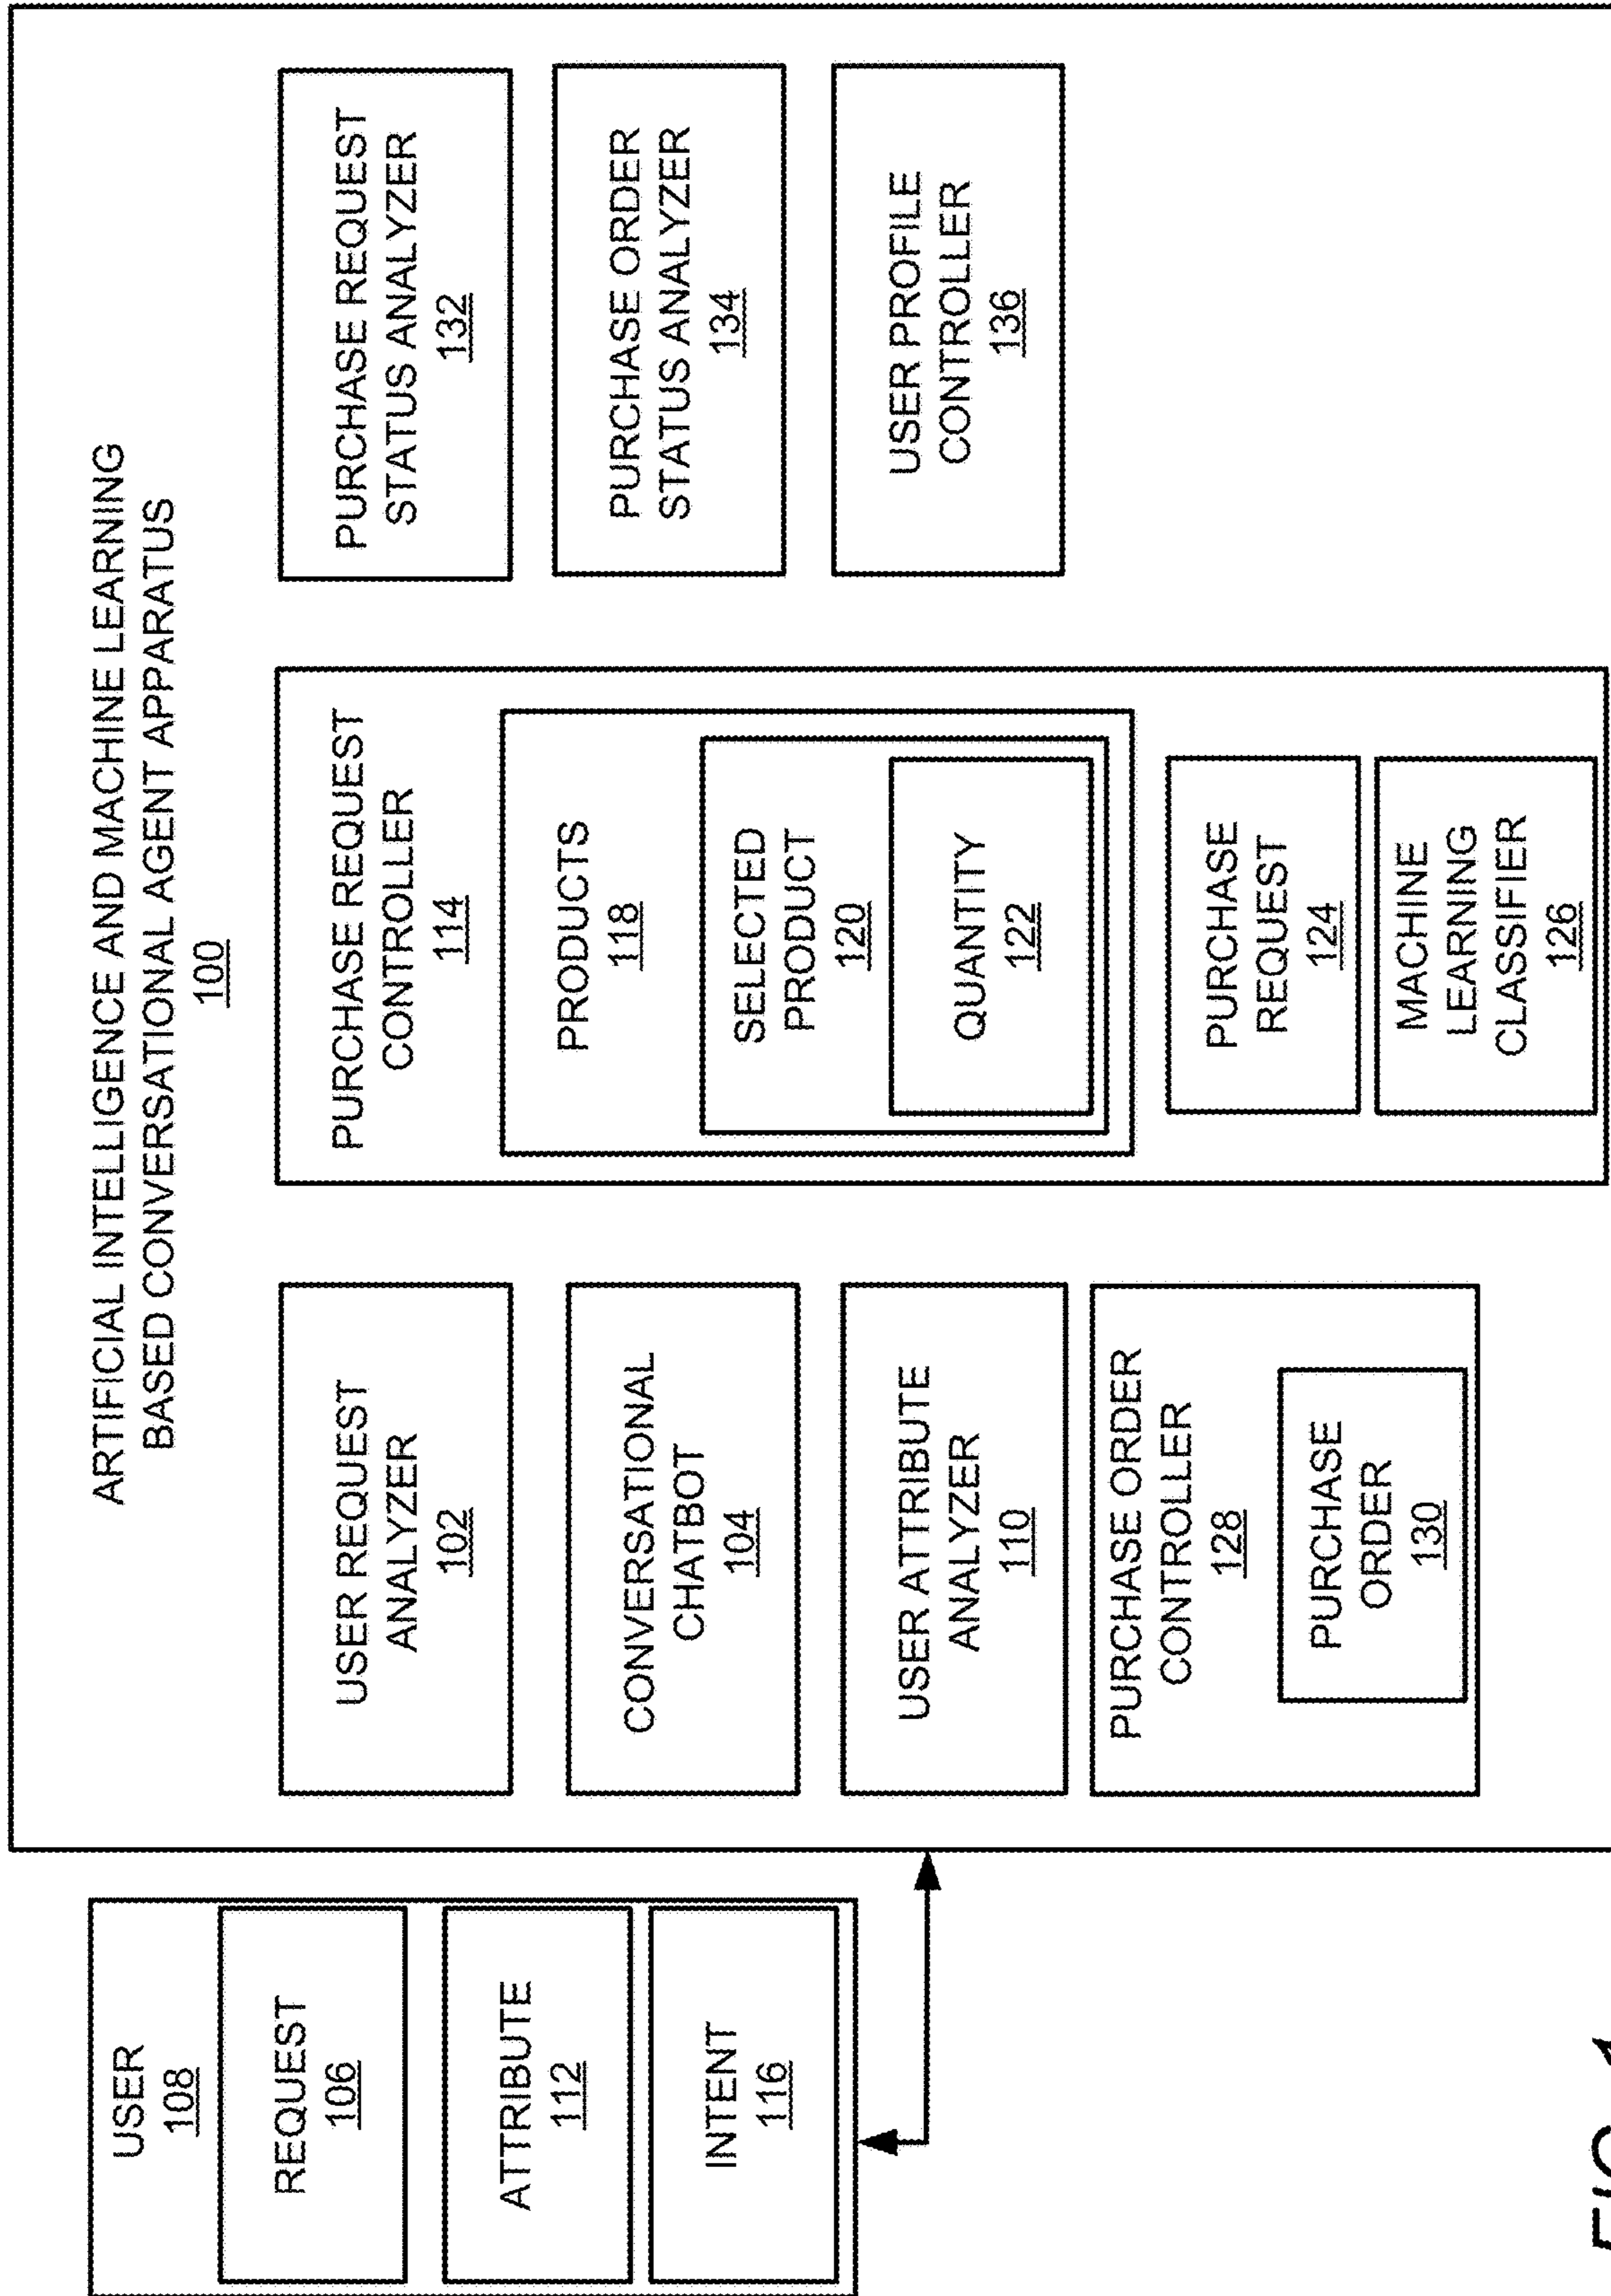 ARTIFICIAL INTELLIGENCE AND MACHINE LEARNING
BASED CONVERSATIONAL AGENT APPARATUS
100
USER
108
REQUEST
106
ATTRIBUTE
112
INTENT
116
USER REQUEST
ANALYZER
102
CONVERSATIONAL
CHATBOT
104
USER ATTRIBUTE
ANALYZER
110
PURCHASE ORDER
CONTROLLER
128
PURCHASE
ORDER
130
PURCHASE REQUEST
CONTROLLER
114
PRODUCTS
118
SELECTED
PRODUCT
120
QUANTITY
122
PURCHASE
REQUEST
124
MACHINE
LEARNING
CLASSIFIER
126
PURCHASE REQUEST
STATUS ANALYZER
132
PURCHASE ORDER
STATUS ANALYZER
134
USER PROFILE
CONTROLLER
136
FIG. 1